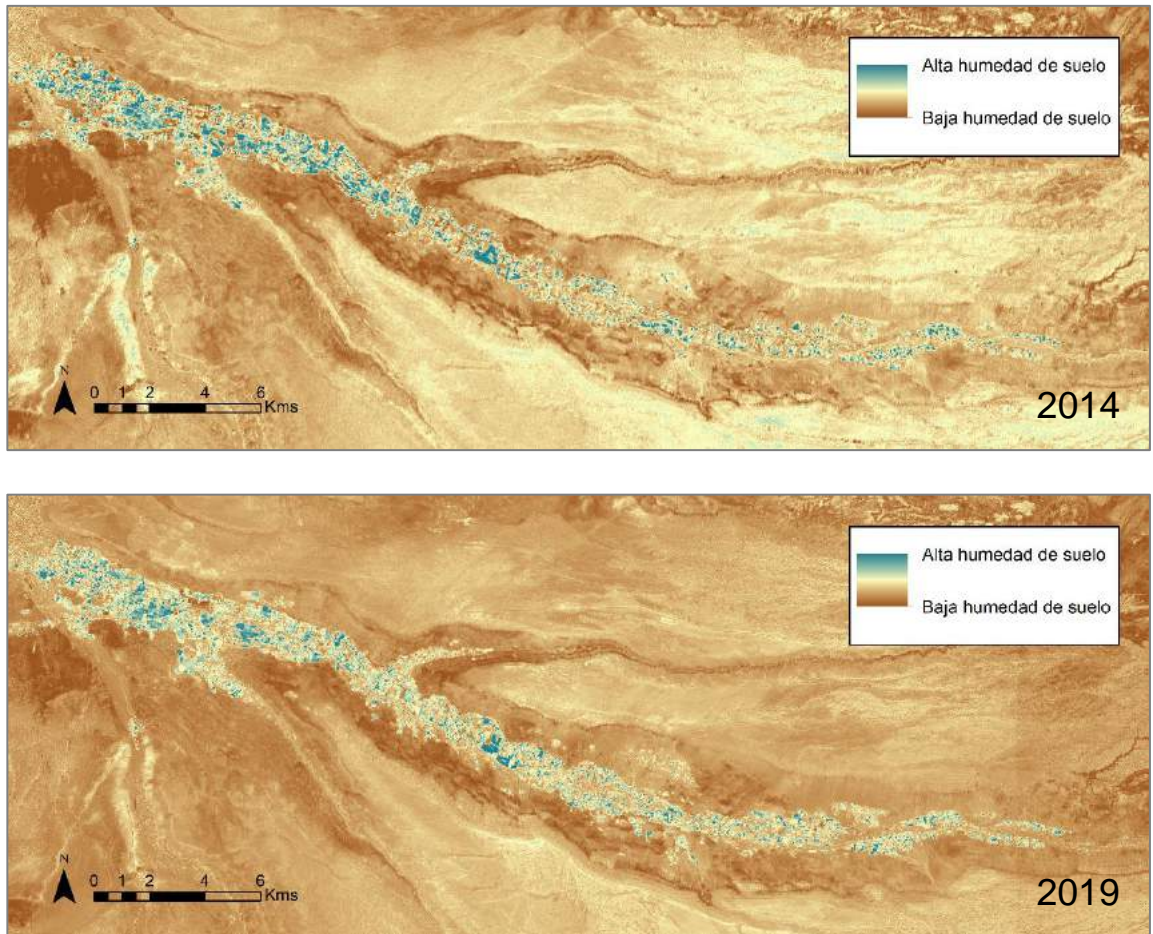 Alta humedad de suelo
Baja humedad de suelo
N
0 1 2 4 6
Kms
2014
Alta humedad de suelo
Baja humedad de suelo
N
0 1 2 4 6
Kms
2019